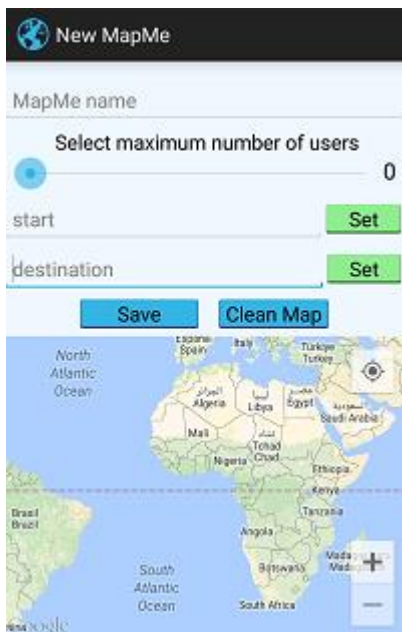 New MapMe
MapMe name
Select maximum number of users
0
start
Set
destination
Set
Save
Clean Map
España
Spain
Italy
Türkiye
Turkey
North
Atlantic
Ocean
الجزائر
Algeria
ليبيا
Libya
مصر
Egypt
السعودية
Saudi Arabia
Mali
تشاد
Tchad
Chad
Nigeria
Ethiopia
Kenya
Tanzania
Brasil
Brazil
Angola
Botswana
South
Atlantic
Ocean
South Africa
+
−